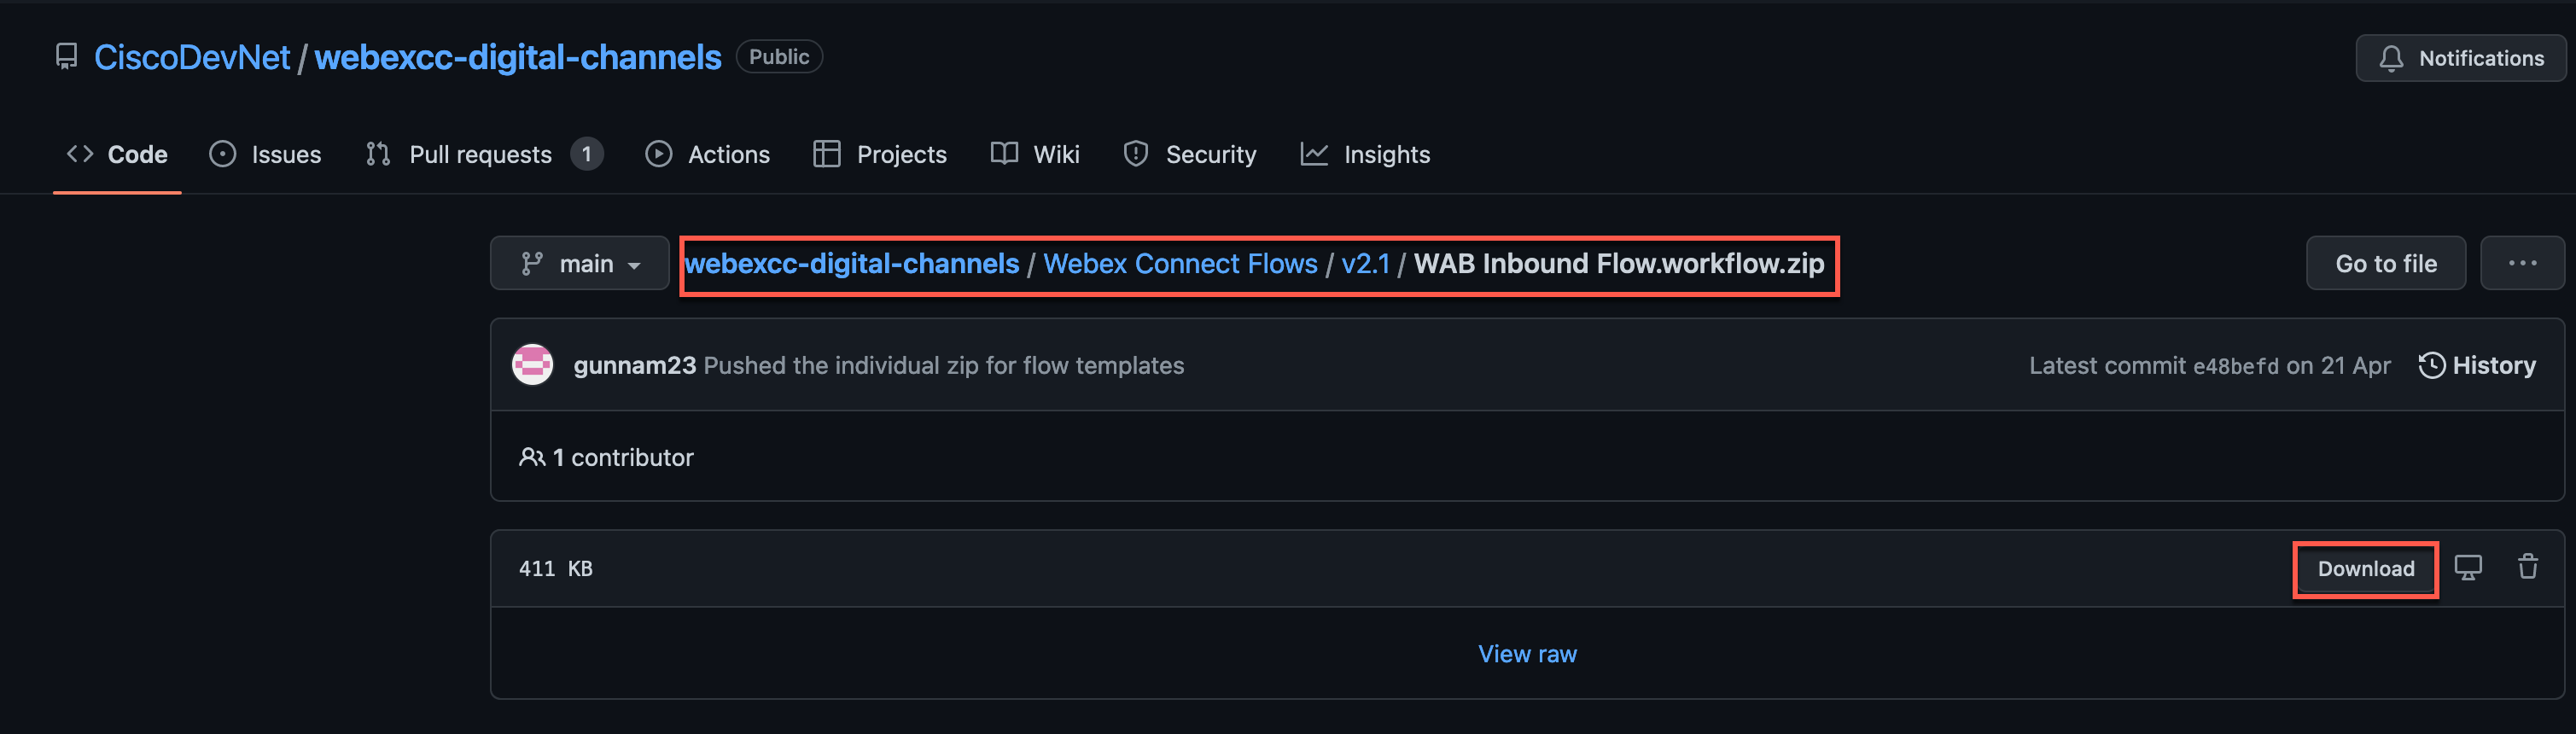 CiscoDevNet / webexcc-digital-channels Public Notifications
Code Issues Pull requests 1 Actions Projects Wiki Security Insights
main webexcc-digital-channels / Webex Connect Flows / v2.1 / WAB Inbound Flow.workflow.zip Go to file ...
gunnam23 Pushed the individual zip for flow templates Latest commit e48befd on 21 Apr History
1 contributor
411 KB Download
View raw